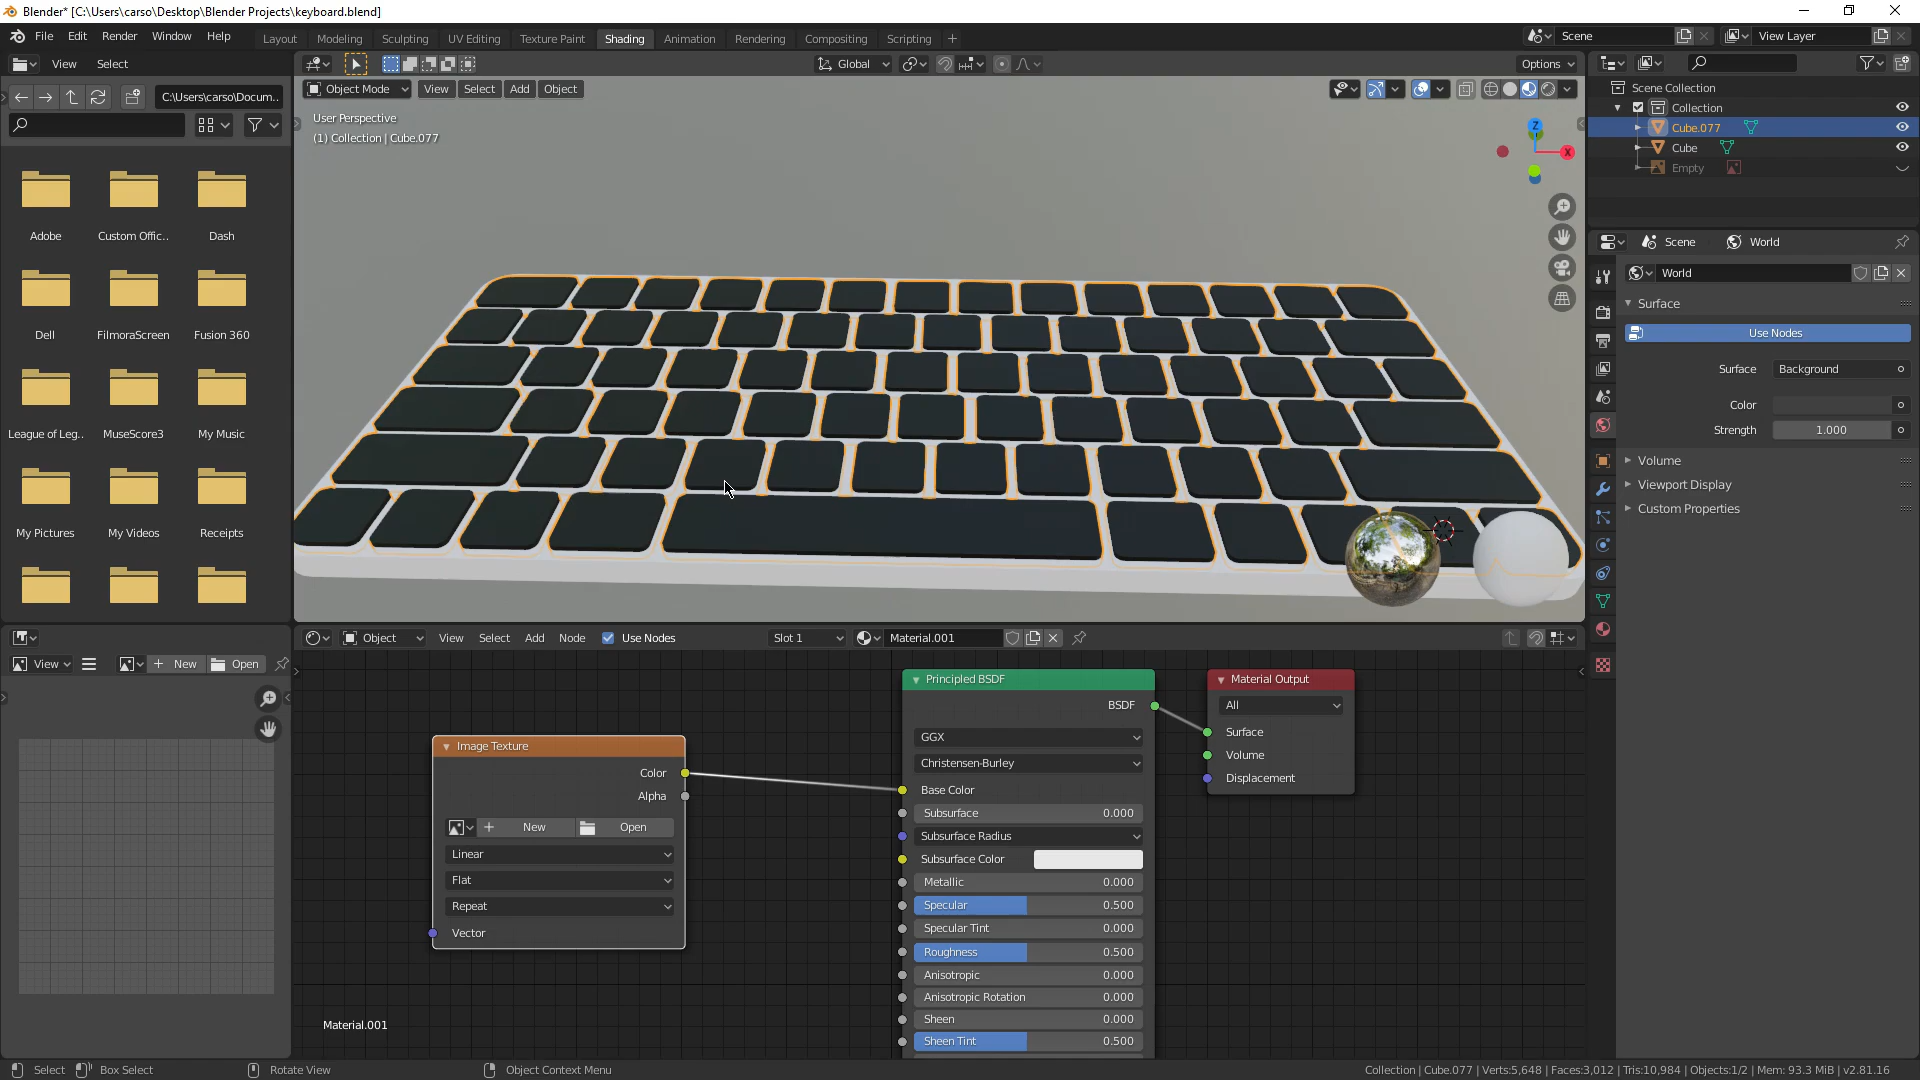 Blender* [C:\Users\carso\Desktop\Blender Projects\keyboard.blend]
File Edit Render Window Help
Layout Modeling Sculpting UV Editing Texture Paint Shading Animation Rendering Compositing Scripting +
Scene
View Layer
View Select
Global
Options
C:\Users\carso\Docum..
Object Mode View Select Add Object
User Perspective
(1) Collection | Cube.077
Z
X
Adobe Custom Offic.. Dash
Dell FilmoraScreen Fusion 360
League of Leg.. MuseScore3 My Music
My Pictures My Videos Receipts
Scene Collection
Collection
Cube.077
Cube
Empty
Scene World
World
Surface
Use Nodes
Surface Background
Color
Strength 1.000
Volume
Viewport Display
Custom Properties
View New Open
Object View Select Add Node Use Nodes Slot 1 Material.001
Image Texture
Color
Alpha
New Open
Linear
Flat
Repeat
Vector
Principled BSDF
BSDF
GGX
Christensen-Burley
Base Color
Subsurface 0.000
Subsurface Radius
Subsurface Color
Metallic 0.000
Specular 0.500
Specular Tint 0.000
Roughness 0.500
Anisotropic 0.000
Anisotropic Rotation 0.000
Sheen 0.000
Sheen Tint 0.500
Material Output
All
Surface
Volume
Displacement
Material.001
Select Box Select Rotate View Object Context Menu
Collection | Cube.077 | Verts:5,648 | Faces:3,012 | Tris:10,984 | Objects:1/2 | Mem: 93.3 MiB | v2.81.16